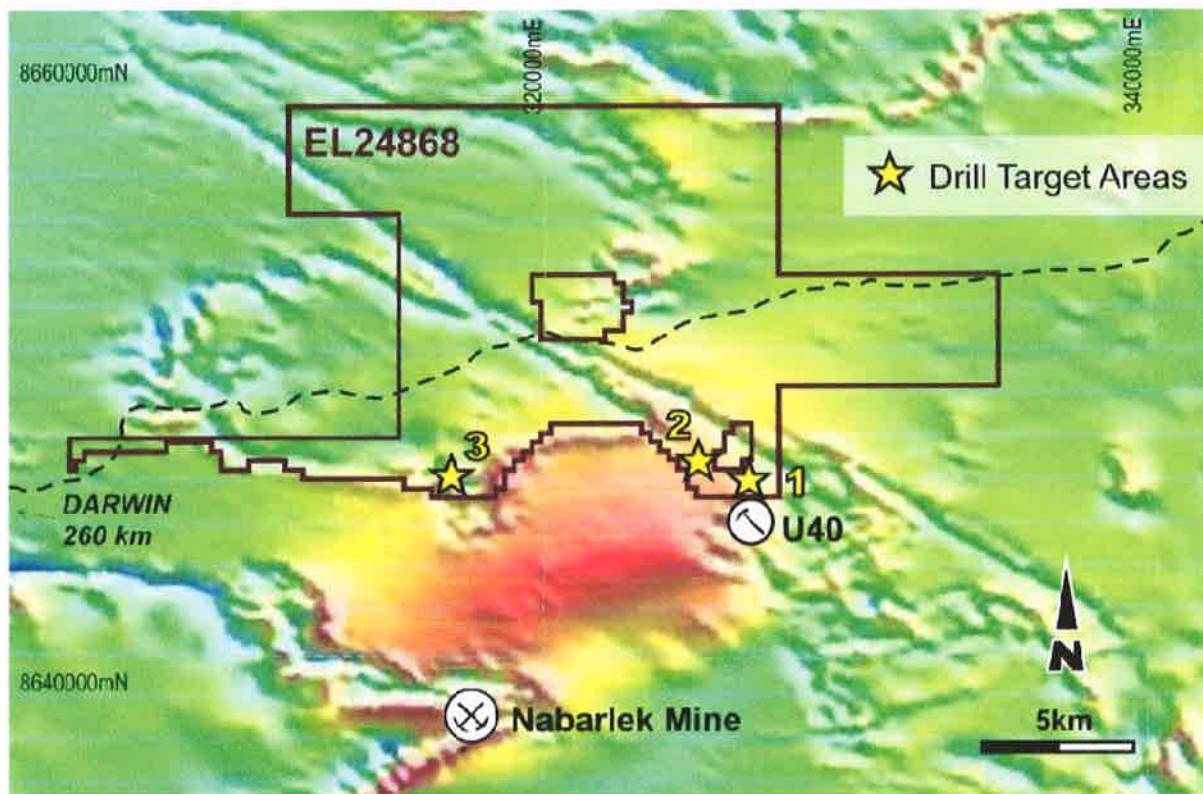 320000mE
340000mE
8660000mN
EL24868
Drill Target Areas
2
3
1
DARWIN
260 km
U40
N
8640000mN
Nabarlek Mine
5km